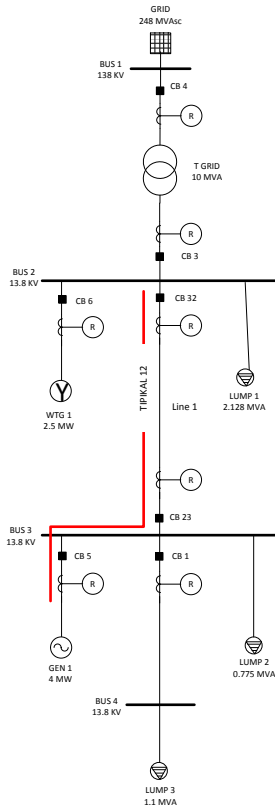 GRID
248 MVAsc
BUS 1
138 KV
CB 4
R
T GRID
10 MVA
R
CB 3
BUS 2
13.8 KV
CB 6
CB 32
R
R
TIPIKAL 12
Line 1
WTG 1
2.5 MW
LUMP 1
2.128 MVA
R
CB 23
BUS 3
13.8 KV
CB 5
CB 1
R
R
GEN 1
4 MW
LUMP 2
0.775 MVA
BUS 4
13.8 KV
LUMP 3
1.1 MVA